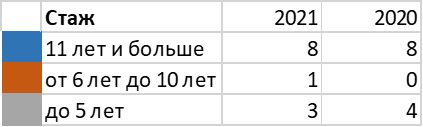 Стаж 2021 2020
11 лет и больше 8 8
от 6 лет до 10 лет 1 0
до 5 лет 3 4